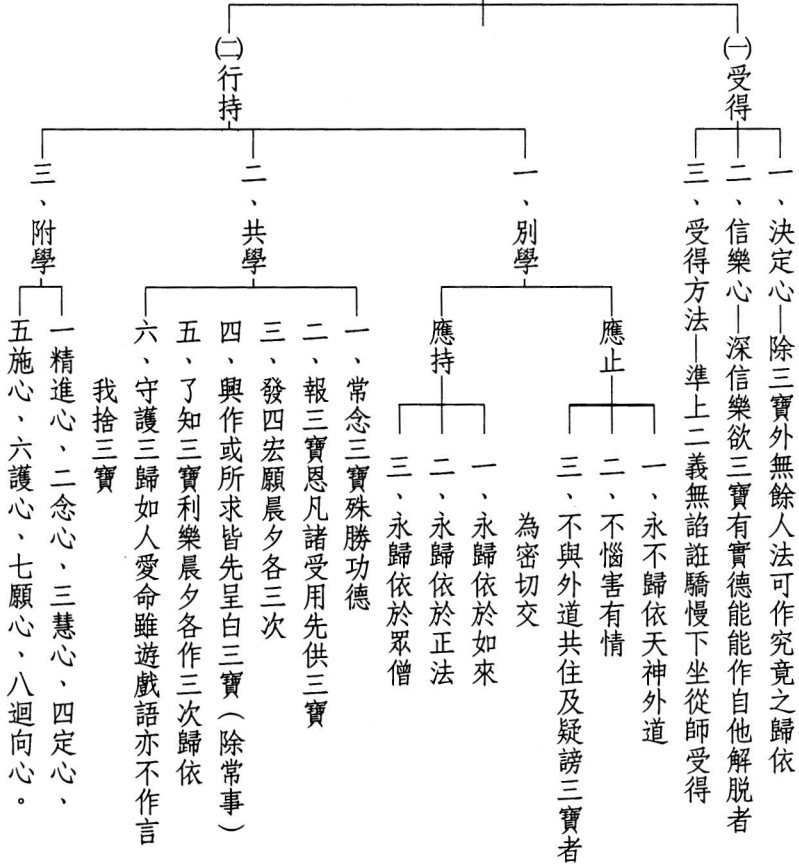 ㈠受得
一、決定心—除三寶外無餘人法可作究竟之歸依
二、信樂心—深信樂欲三寶有實德能能作自他解脱者
三、受得方法—準上二義無諂誑驕慢下坐從師受得
㈡行持
一、別學
應止
一、永不歸依天神外道
二、不惱害有情
三、不與外道共住及疑謗三寶者
為密切交
應持
一、永歸依於如來
二、永歸依於正法
三、永歸依於眾僧
二、共學
一、常念三寶殊勝功德
二、報三寶恩凡諸受用先供三寶
三、發四宏願晨夕各三次
四、興作或所求皆先呈白三寶（除常事）
五、了知三寶利樂晨夕各作三次歸依
六、守護三歸如人愛命雖遊戲語亦不作言
我捨三寶
三、附學
一精進心、二念心、三慧心、四定心、
五施心、六護心、七願心、八迴向心。